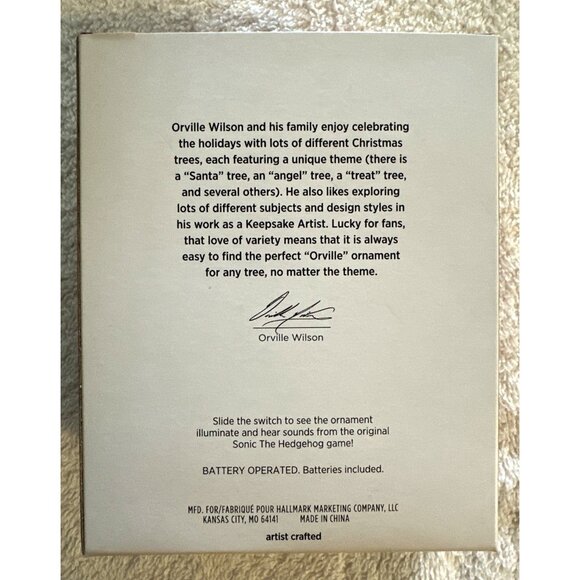 Orville Wilson and his family enjoy celebrating
the holidays with lots of different Christmas
trees, each featuring a unique theme (there is
a “Santa” tree, an “angel” tree, a “treat” tree,
and several others). He also likes exploring
lots of different subjects and design styles in
his work as a Keepsake Artist. Lucky for fans,
that love of variety means that it is always
easy to find the perfect “Orville” ornament
for any tree, no matter the theme.
Orville Wilson
Slide the switch to see the ornament
illuminate and hear sounds from the original
Sonic The Hedgehog game!
BATTERY OPERATED. Batteries included.
MFD. FOR/FABRIQUÉ POUR HALLMARK MARKETING COMPANY, LLC
KANSAS CITY, MO 64141 MADE IN CHINA
artist crafted